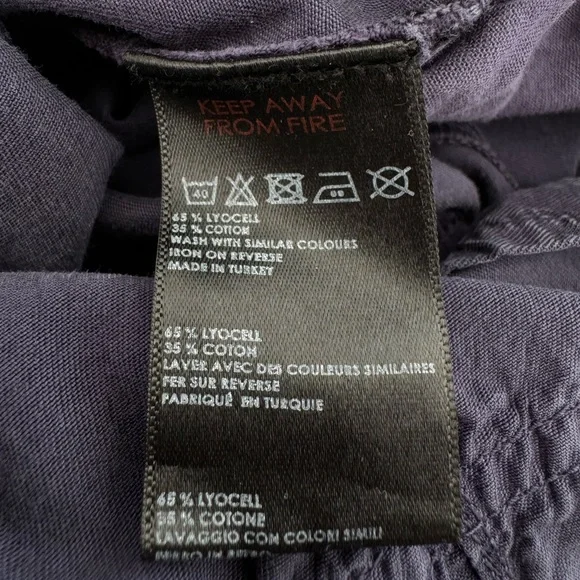 KEEP AWAY
FROM FIRE
40
65 % LYOCELL
35 % COTTON
WASH WITH SIMILAR COLOURS
IRON ON REVERSE
MADE IN TURKEY
65 % LYOCELL
35 % COTON
LAVER AVEC DES COULEURS SIMILAIRES
FER SUR REVERSE
FABRIQUÉ EN TURQUIE
65 % LYOCELL
35 % COTONE
LAVAGGIO CON COLORI SIMILI